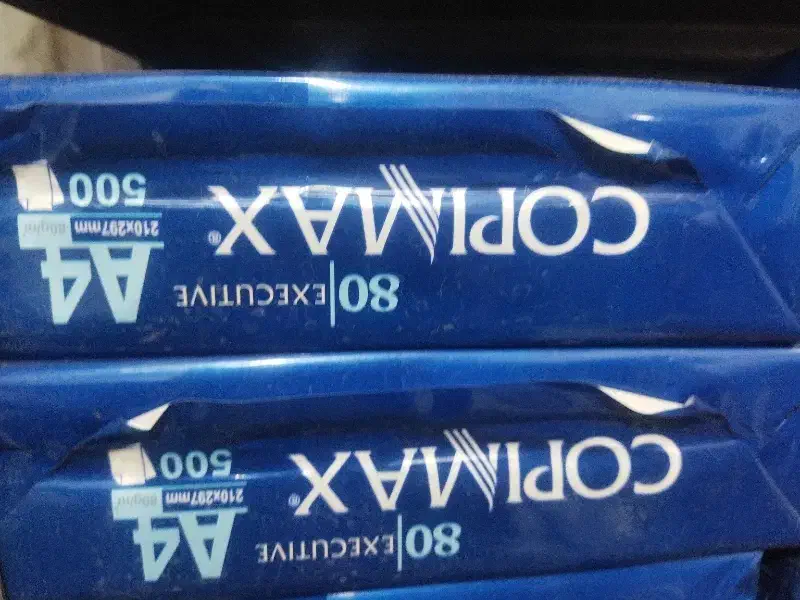 80 EXECUTIVE
COPIMAX®
A4
210x297mm 80g/m²
500
80 EXECUTIVE
COPIMAX®
A4
210x297mm 80g/m²
500